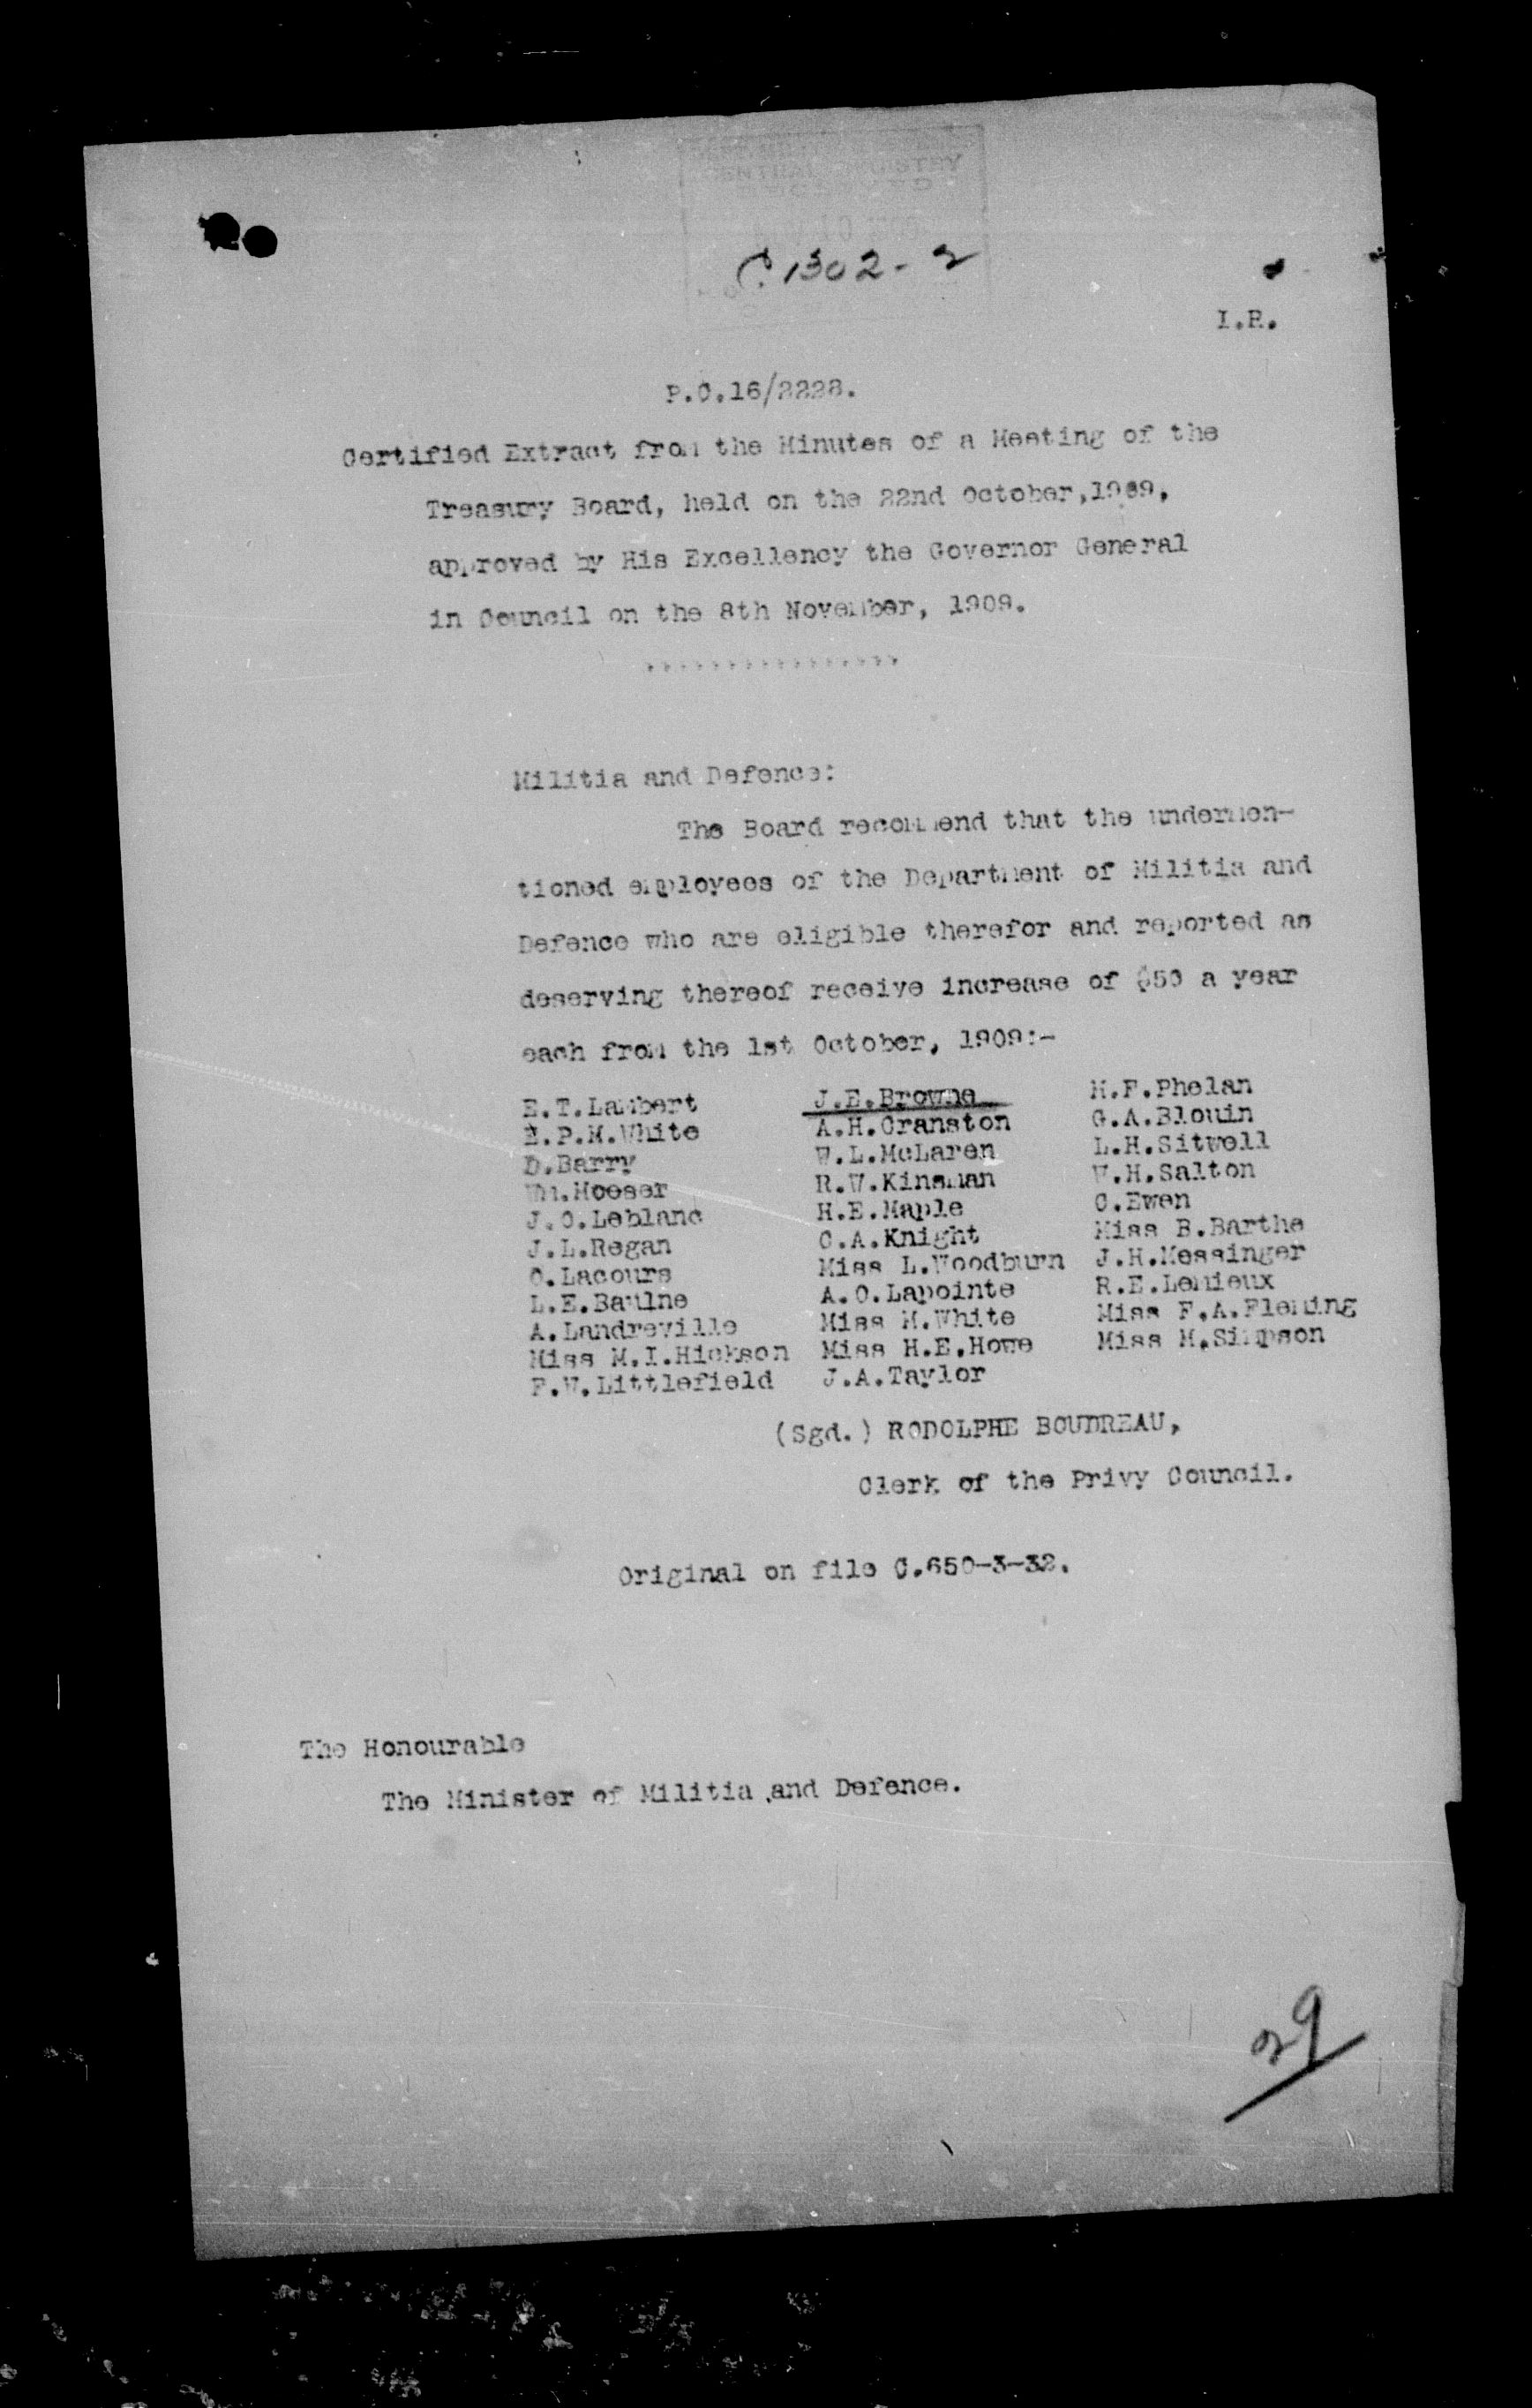 C.1302-2
I.R.
P.C.16/2228.
Certified Extract from the Minutes of a Meeting of the
Treasury Board, held on the 22nd October,1909,
approved by His Excellency the Governor General
in Council on the 8th November, 1909.
Militia and Defence:
The Board recommend that the undermen-
tioned employees of the Department of Militia and
Defence who are eligible therefor and reported as
deserving thereof receive increase of $50 a year
each from the 1st October, 1909:-
E.T.Lambert
E.P.M.White
D.Barry
Wm.Hoeser
J.O.Leblanc
J.L.Regan
O.Lacours
L.E.Baulne
A.Landreville
Miss M.I.Hickson
F.W.Littlefield
J.E.Browne
A.H.Cranston
W.L.McLaren
R.W.Kinsman
H.E.Maple
C.A.Knight
Miss L.Woodburn
A.O.Lapointe
Miss M.White
Miss H.E.Howe
J.A.Taylor
M.F.Phelan
G.A.Blouin
L.H.Sitwell
W.H.Salton
C.Ewen
Miss B.Barthe
J.H.Messinger
R.E.Lemieux
Miss F.A.Fleming
Miss M.Simpson
(Sgd.) RODOLPHE BOUDREAU,
Clerk of the Privy Council.
Original on file C.650-3-32.
The Honourable
The Minister of Militia and Defence.
29